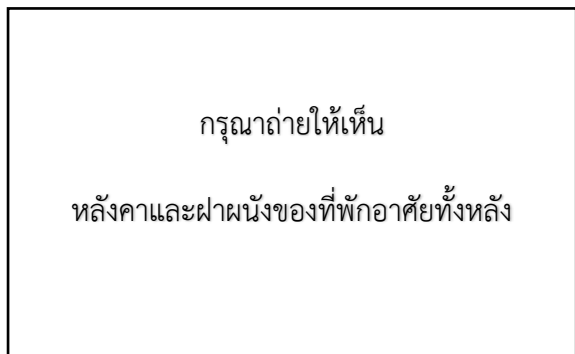 กรุณาถ่ายให้เห็น
หลังคาและฝาผนังของที่พักอาศัยทั้งหลัง